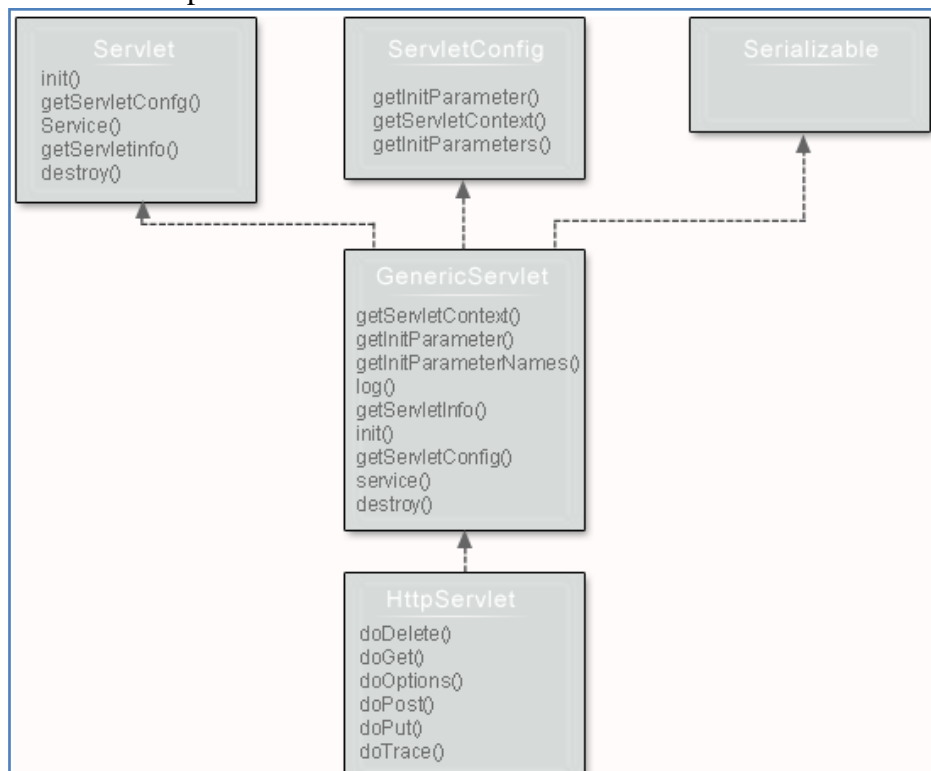 Servlet
init()
getServletConfg()
Service()
getServletinfo()
destroy()
ServletConfig
getInitParameter()
getServletContext()
getInitParameters()
Serializable
GenericServlet
getServletContext()
getInitParameter()
getInitParameterNames()
log()
getServletInfo()
init()
getServletConfig()
service()
destroy()
HttpServlet
doDelete()
doGet()
doOptions()
doPost()
doPut()
doTrace()